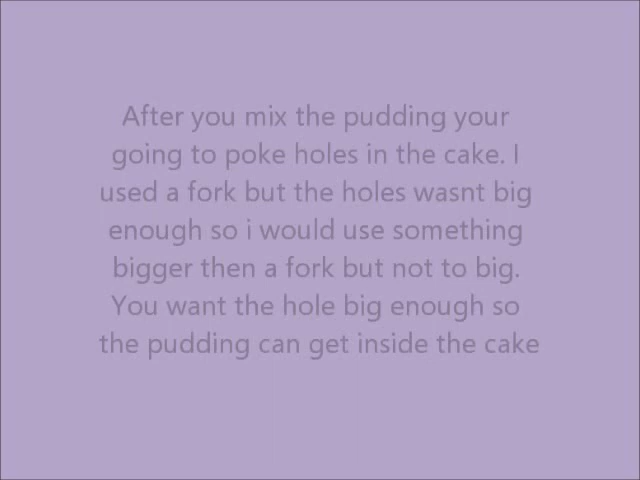 After you mix the pudding your
going to poke holes in the cake. I
used a fork but the holes wasnt big
enough so i would use something
bigger then a fork but not to big.
You want the hole big enough so
the pudding can get inside the cake